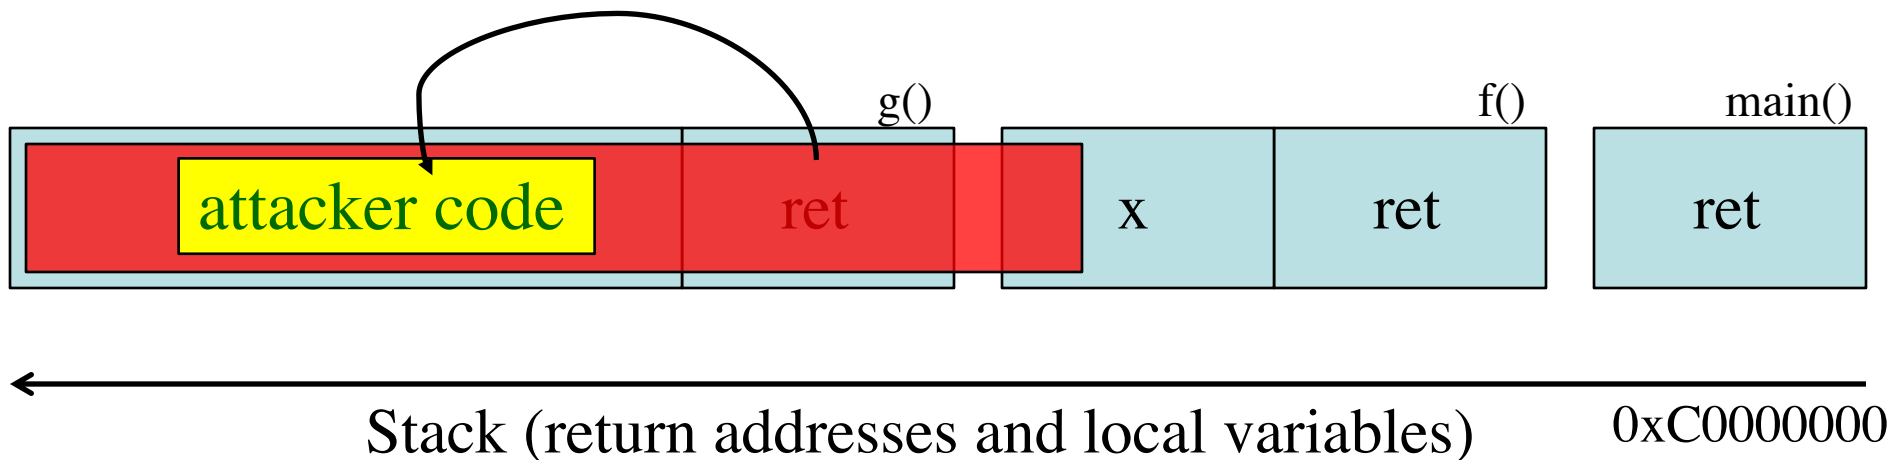 g() f() main()
attacker code ret x ret ret
Stack (return addresses and local variables) 0xC0000000